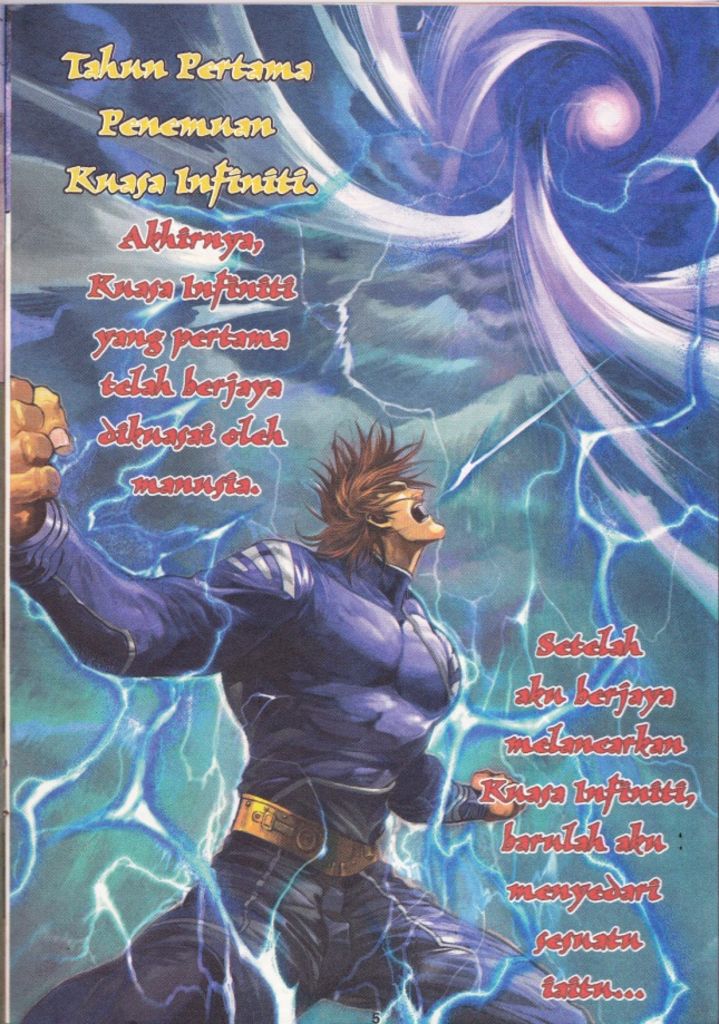 Tahun Pertama
Penemuan
Kuasa Infiniti.
Akhirnya,
Kuasa Infiniti
yang pertama
telah berjaya
dikuasai oleh
manusia.
Setelah
aku berjaya
melancarkan
Kuasa Infiniti,
barulah aku
menyedari
sesuatu
iaitu...
5